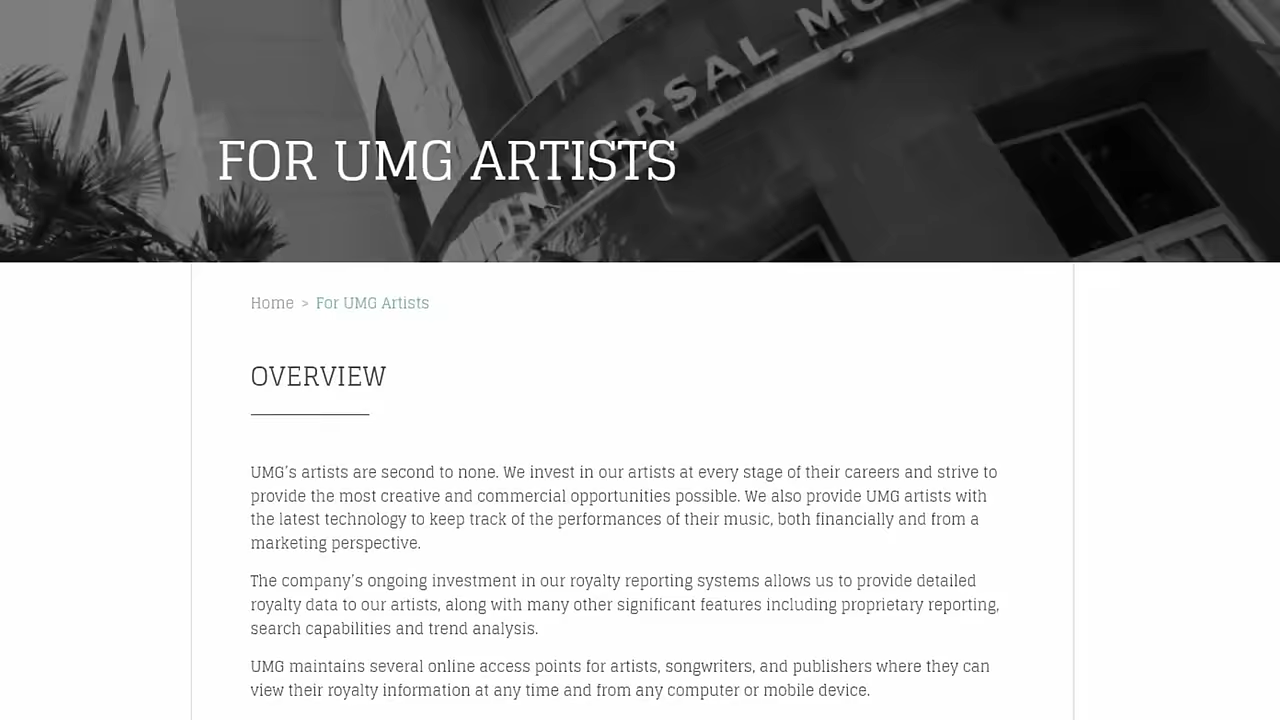 FOR UMG ARTISTS
Home > For UMG Artists
OVERVIEW
UMG's artists are second to none. We invest in our artists at every stage of their careers and strive to
provide the most creative and commercial opportunities possible. We also provide UMG artists with
the latest technology to keep track of the performances of their music, both financially and from a
marketing perspective.
The company's ongoing investment in our royalty reporting systems allows us to provide detailed
royalty data to our artists, along with many other significant features including proprietary reporting,
search capabilities and trend analysis.
UMG maintains several online access points for artists, songwriters, and publishers where they can
view their royalty information at any time and from any computer or mobile device.